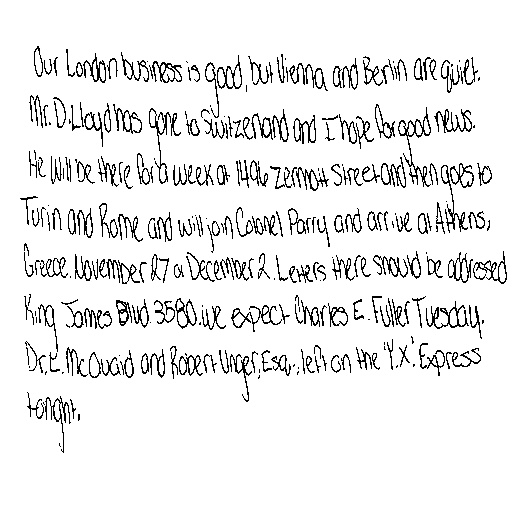 Our London business is good, but Vienna and Berlin are quiet.
Mr. D. Lloyd has gone to Switzerland and I hope for good news.
He will be there for a week at 1496 Zermott Street and then goes to
Turin and Rome and will join Colonel Parry and arrive at Athens,
Greece. November 27 or December 2. Letters there should be addressed
King James Blvd. 3580. We expect Charles E. Fuller Tuesday.
Dr. L. McQuaid and Robert Unger, Esq., left on the 'Y.X.' Express
tonight.